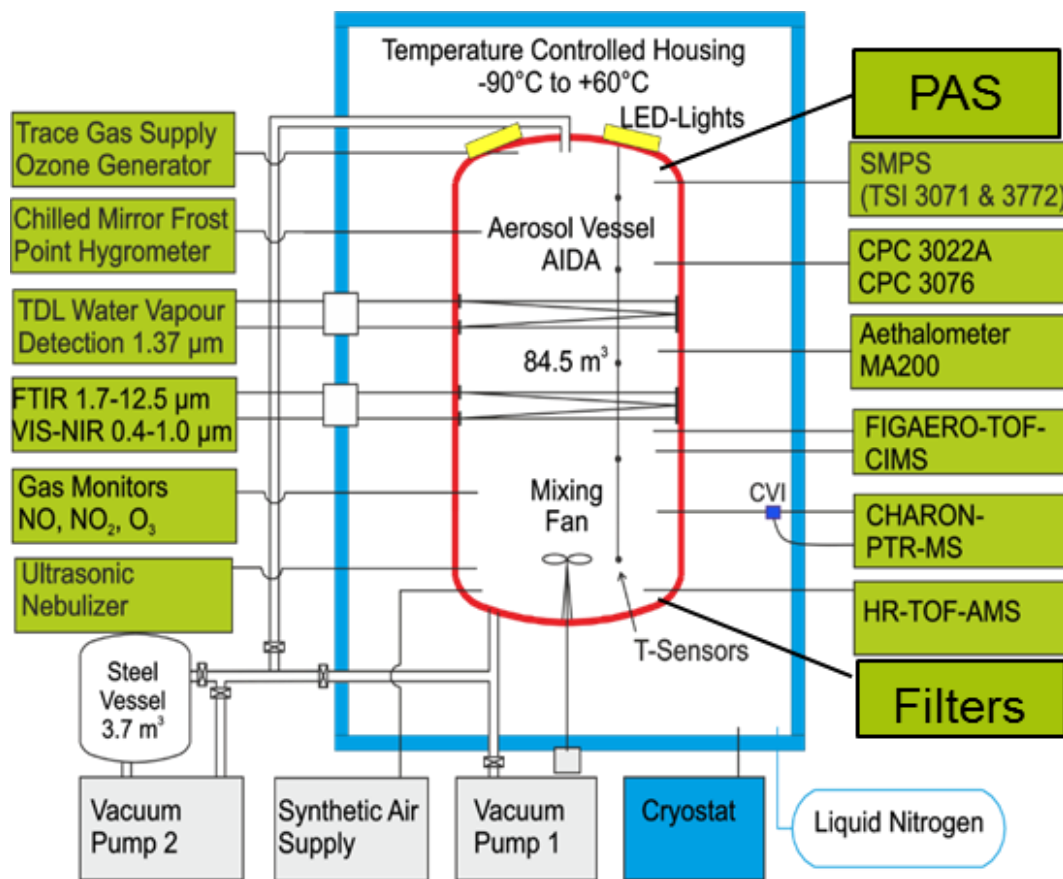 Temperature Controlled Housing
-90°C to +60°C
LED-Lights
PAS
Trace Gas Supply
Ozone Generator
SMPS
(TSI 3071 & 3772)
Chilled Mirror Frost
Point Hygrometer
Aerosol Vessel
AIDA
CPC 3022A
CPC 3076
TDL Water Vapour
Detection 1.37 µm
84.5 m³
Aethalometer
MA200
FTIR 1.7-12.5 µm
VIS-NIR 0.4-1.0 µm
FIGAERO-TOF-
CIMS
Gas Monitors
NO, NO₂, O₃
Mixing
Fan
CVI
CHARON-
PTR-MS
Ultrasonic
Nebulizer
HR-TOF-AMS
T-Sensors
Steel
Vessel
3.7 m³
Filters
Vacuum
Pump 2
Synthetic Air
Supply
Vacuum
Pump 1
Cryostat
Liquid Nitrogen